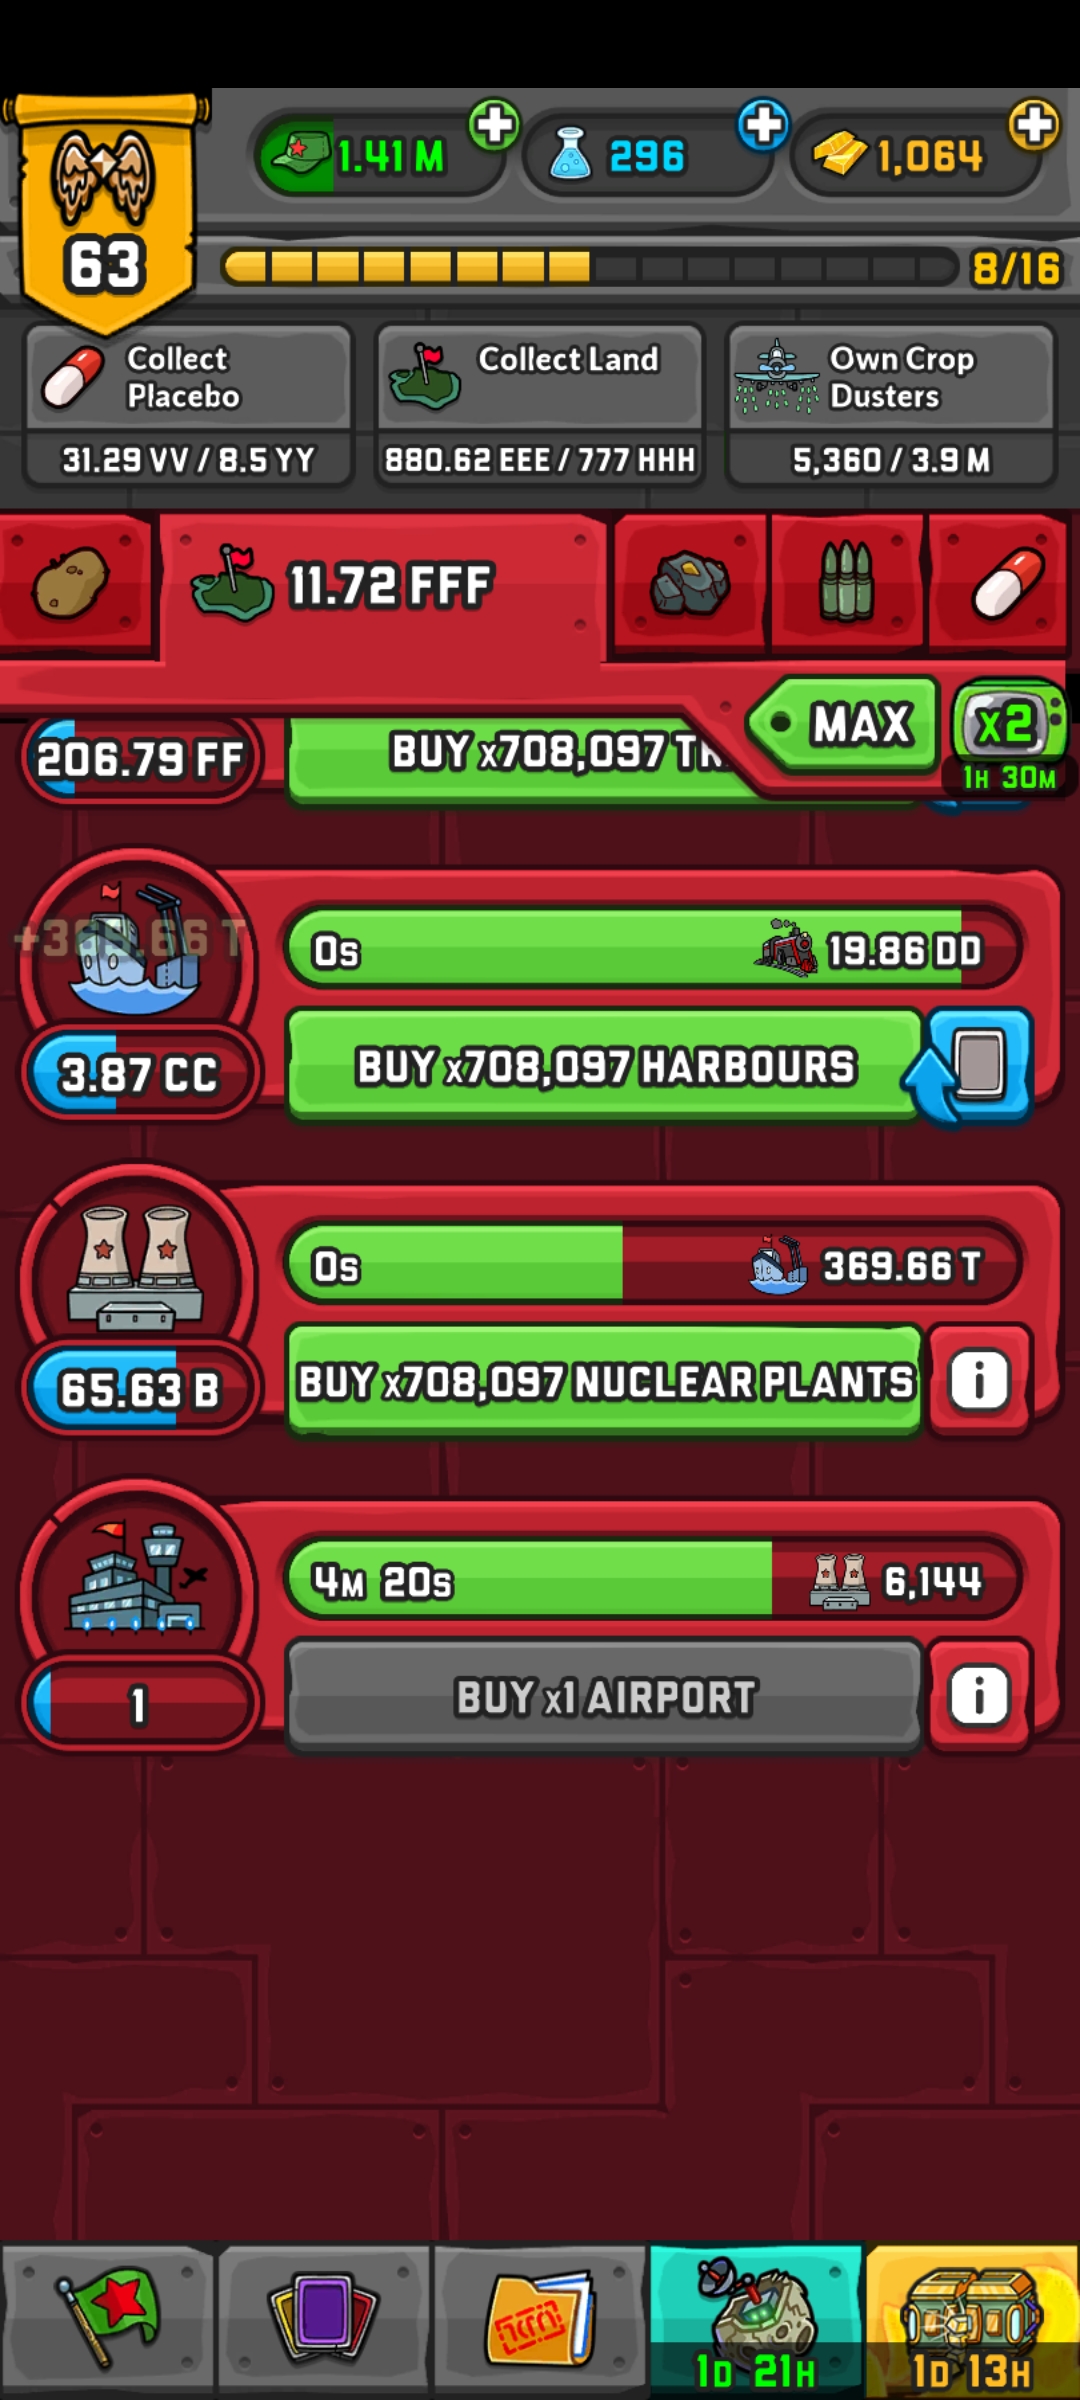 1.41 M
296
1,064
63
8/16
Collect
Placebo
31.29 VV / 8.5 YY
Collect Land
880.62 EEE / 777 HHH
Own Crop
Dusters
5,360 / 3.9 M
11.72 FFF
MAX
x2
1H 30M
206.79 FF
BUY x708,097 TR
+369.66 T
0s
19.86 DD
3.87 CC
BUY x708,097 HARBOURS
0s
369.66 T
65.63 B
BUY x708,097 NUCLEAR PLANTS
i
4M 20s
6,144
1
BUY x1 AIRPORT
i
1D 21H
1D 13H